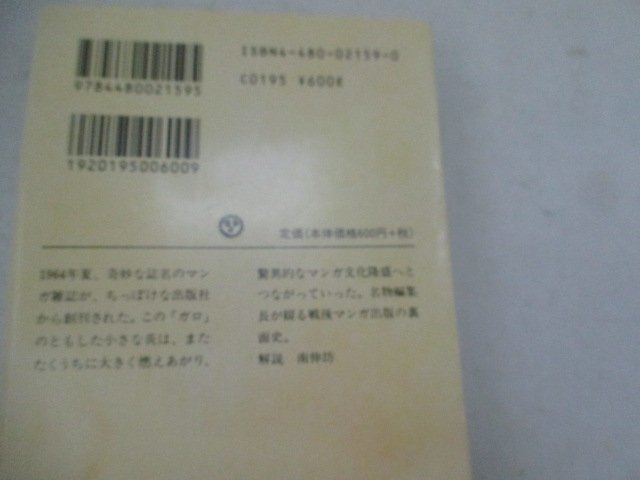 ISBN4-480-02159-0
C0195 ¥600E
9784480021595
1920195006009
定価(本体価格600円+税)
1964年夏、奇妙な誌名のマン
ガ雑誌が、ちっぽけな出版社
から創刊された。この「ガロ」
のともした小さな炎は、また
たくうちに大きく燃えあがり、
驚異的なマンガ文化隆盛へと
つながっていった。名物編集
長が綴る戦後マンガ出版の裏
面史。
解説 南伸坊